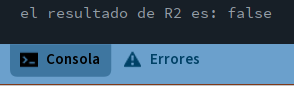 el resultado de R2 es: false
Consola
Errores